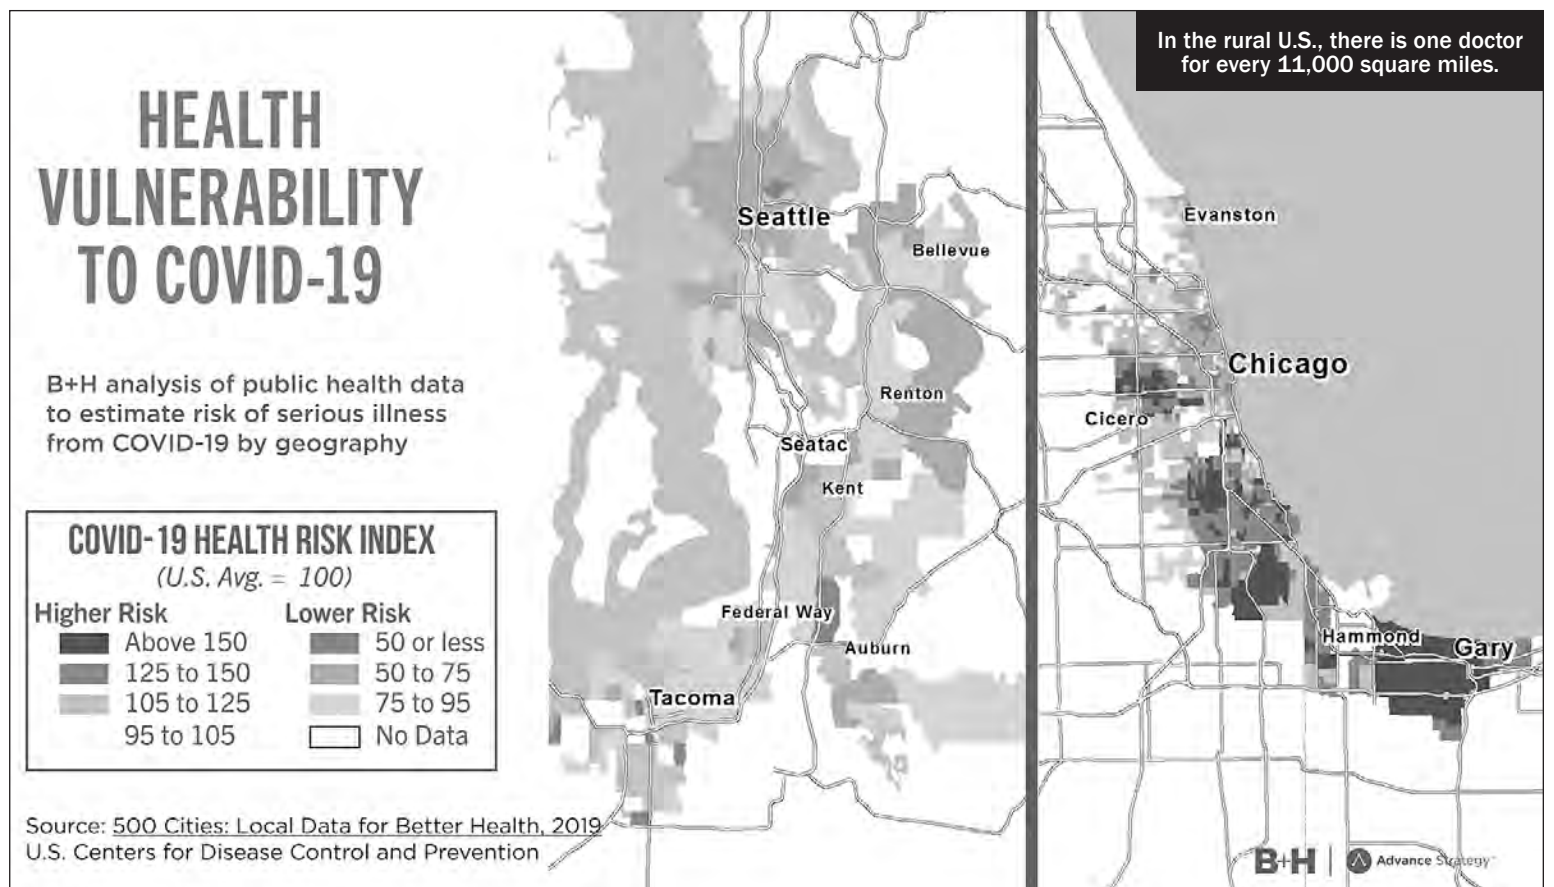 In the rural U.S., there is one doctor
for every 11,000 square miles.
HEALTH
VULNERABILITY
TO COVID-19
B+H analysis of public health data
to estimate risk of serious illness
from COVID-19 by geography
COVID-19 HEALTH RISK INDEX
(U.S. Avg. = 100)
Higher Risk
Above 150
125 to 150
105 to 125
95 to 105
Lower Risk
50 or less
50 to 75
75 to 95
No Data
Source: 500 Cities: Local Data for Better Health, 2019
U.S. Centers for Disease Control and Prevention
Seattle
Bellevue
Renton
Seatac
Kent
Federal Way
Auburn
Tacoma
Evanston
Chicago
Cicero
Hammond
Gary
B+H
Advance Strategy